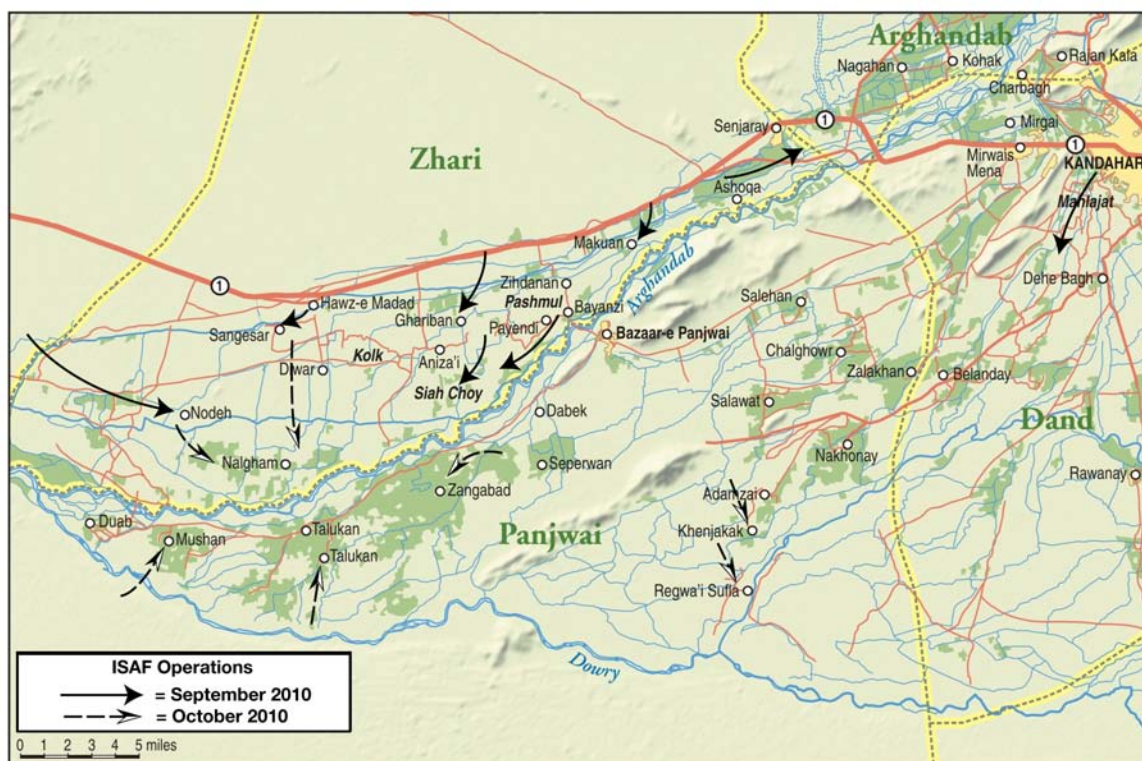 Arghandab
Nagahan
Kohak
Rajan Kala
Charbagh
Senjaray
1
Mirgai
Zhari
Mirwais
Mena
1
KANDAHAR
Ashoqa
Mahlajat
Makuan
Arghandab
Dehe Bagh
1
Hawz-e Madad
Zihdanan
Pashmul
Bayanzi
Salehan
Sangesar
Ghariban
Payendi
Bazaar-e Panjwai
Kolk
Aniza'i
Chalghowr
Diwar
Siah Choy
Zalakhan
Belanday
Nodeh
Dabek
Salawat
Dand
Nalgham
Seperwan
Nakhonay
Zangabad
Rawanay
Adamzai
Duab
Talukan
Panjwai
Khenjakak
Mushan
Talukan
Regwa'i Sufla
Dowry
ISAF Operations
= September 2010
= October 2010
0 1 2 3 4 5 miles